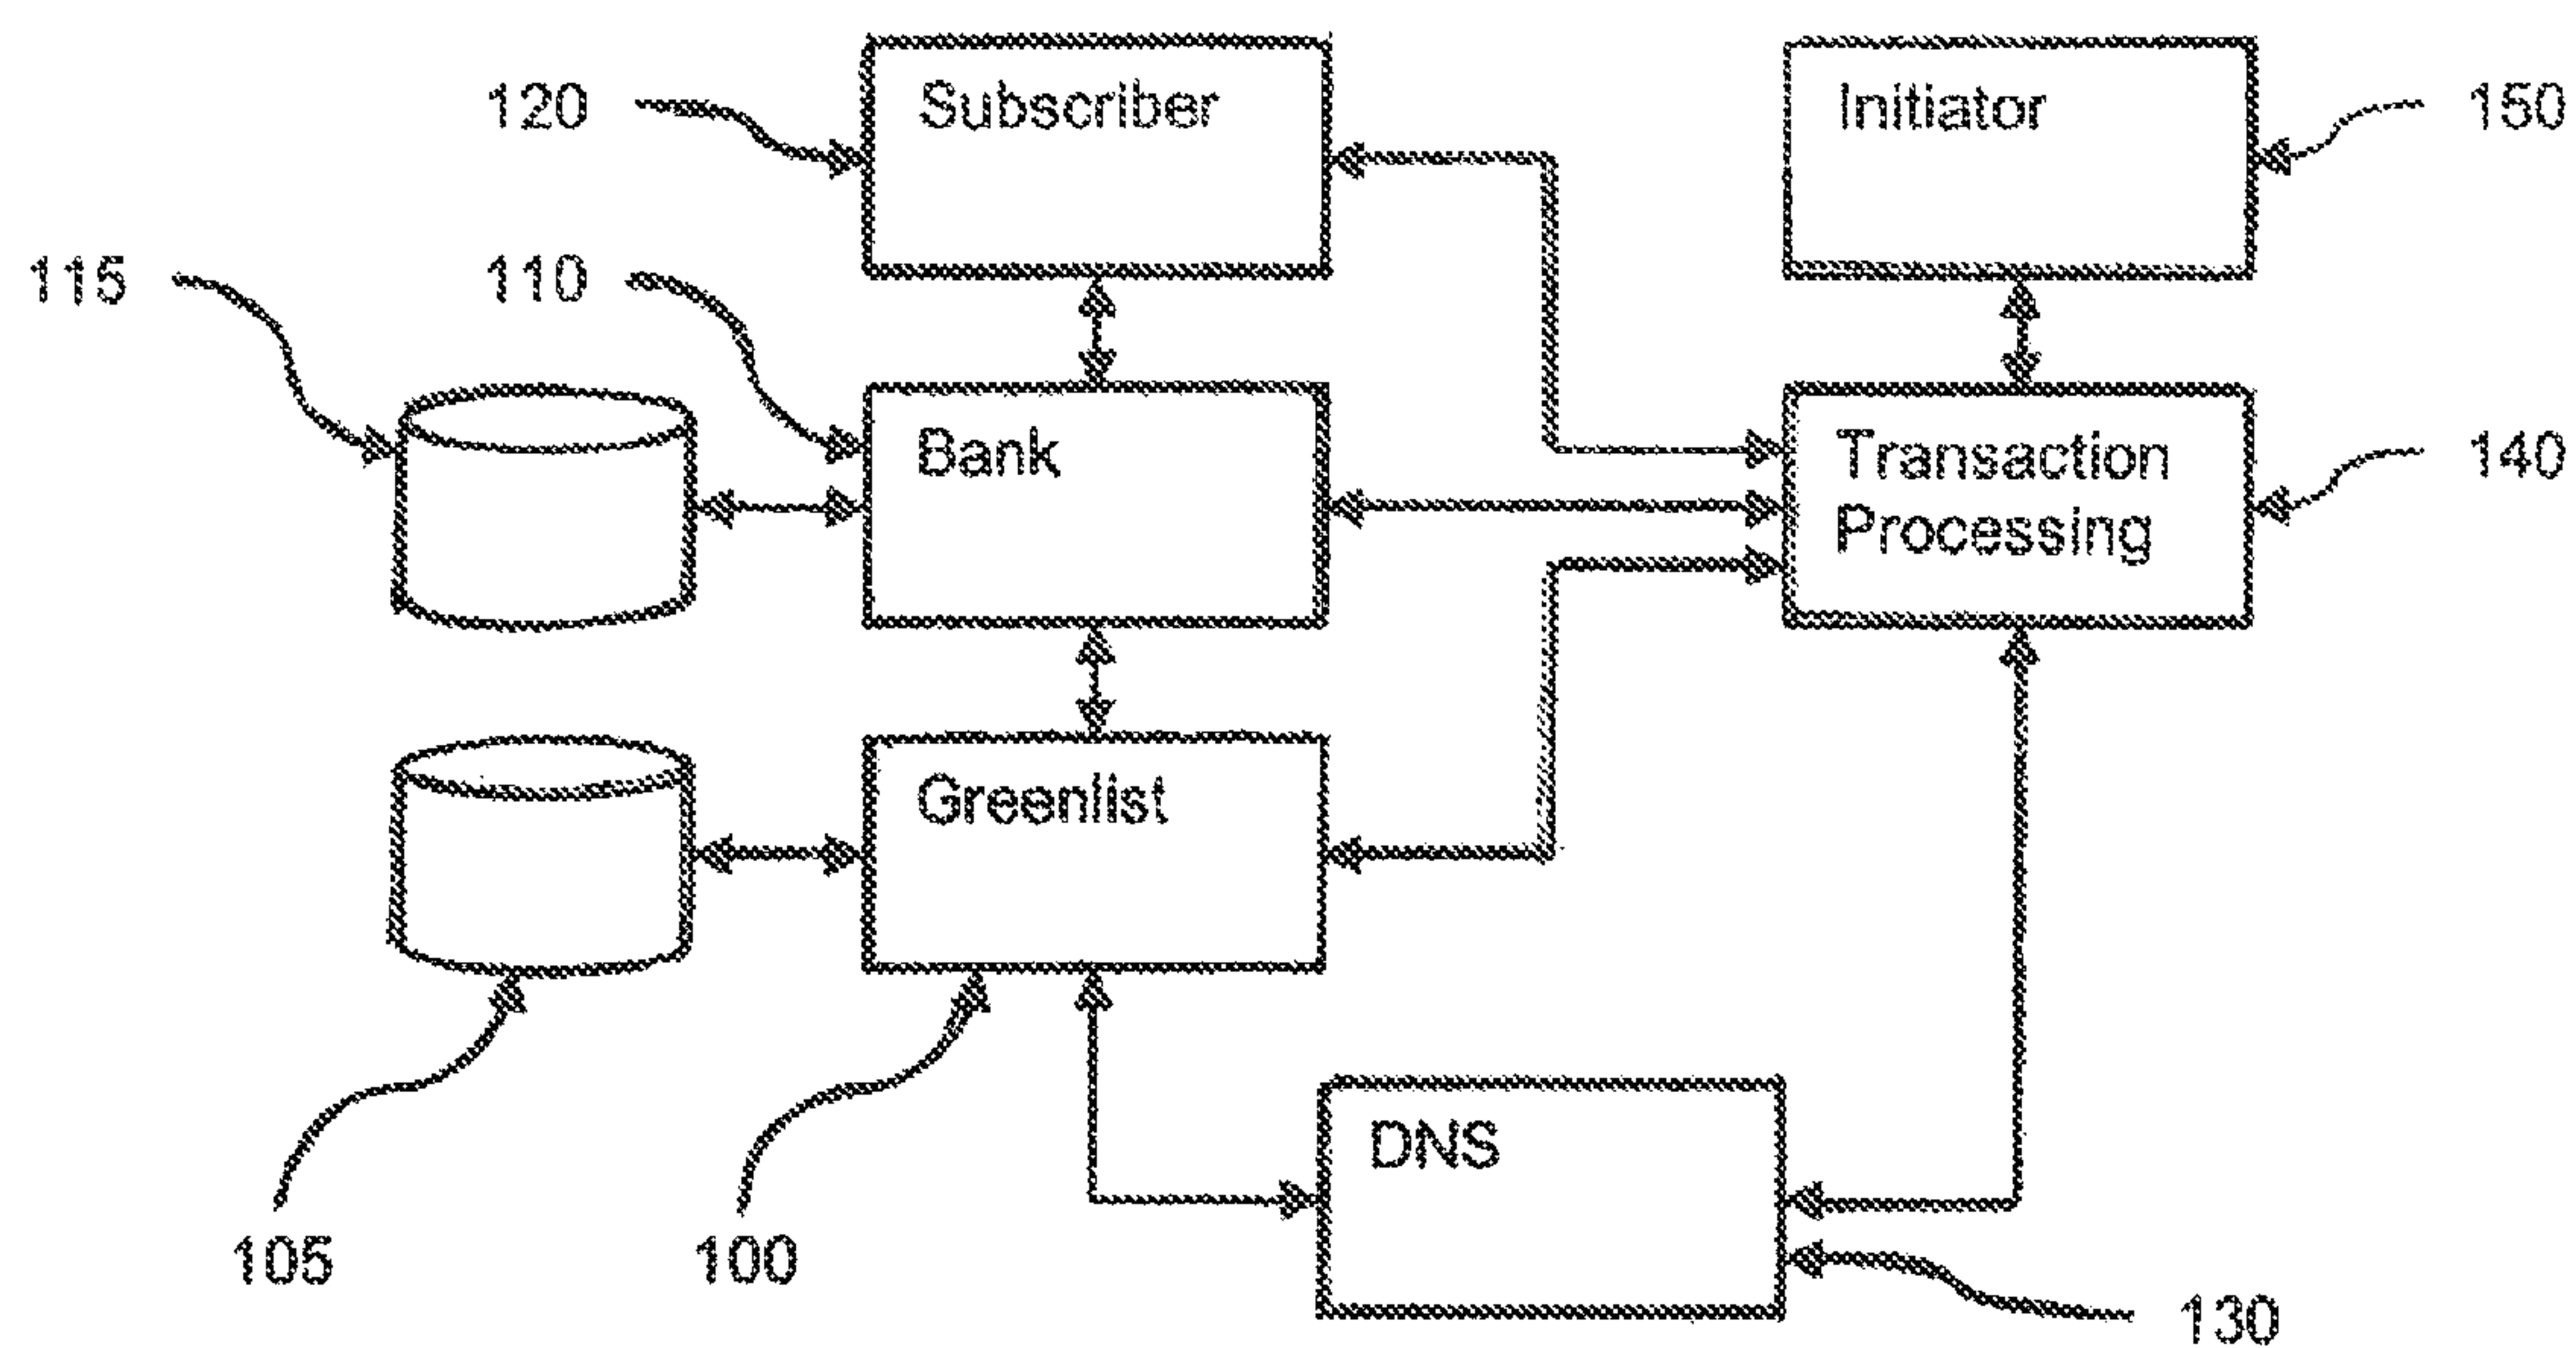 120
Subscriber
Initiator
150
115
110
Bank
Transaction
Processing
140
Greenlist
DNS
105
100
130